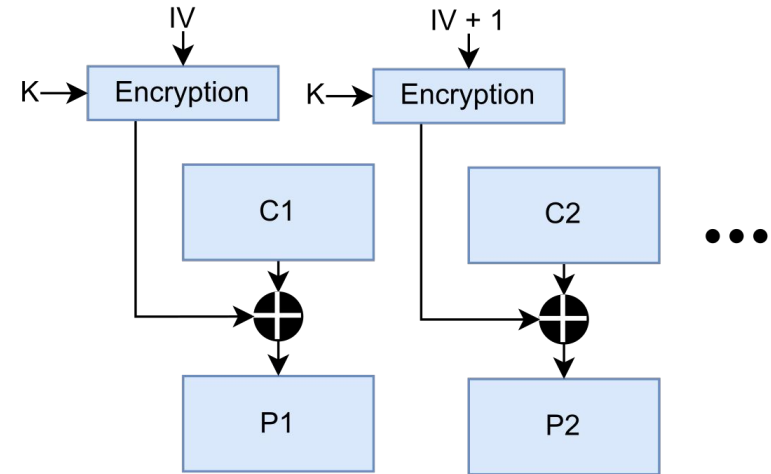 IV
IV + 1
K
Encryption
K
Encryption
C1
C2
P1
P2